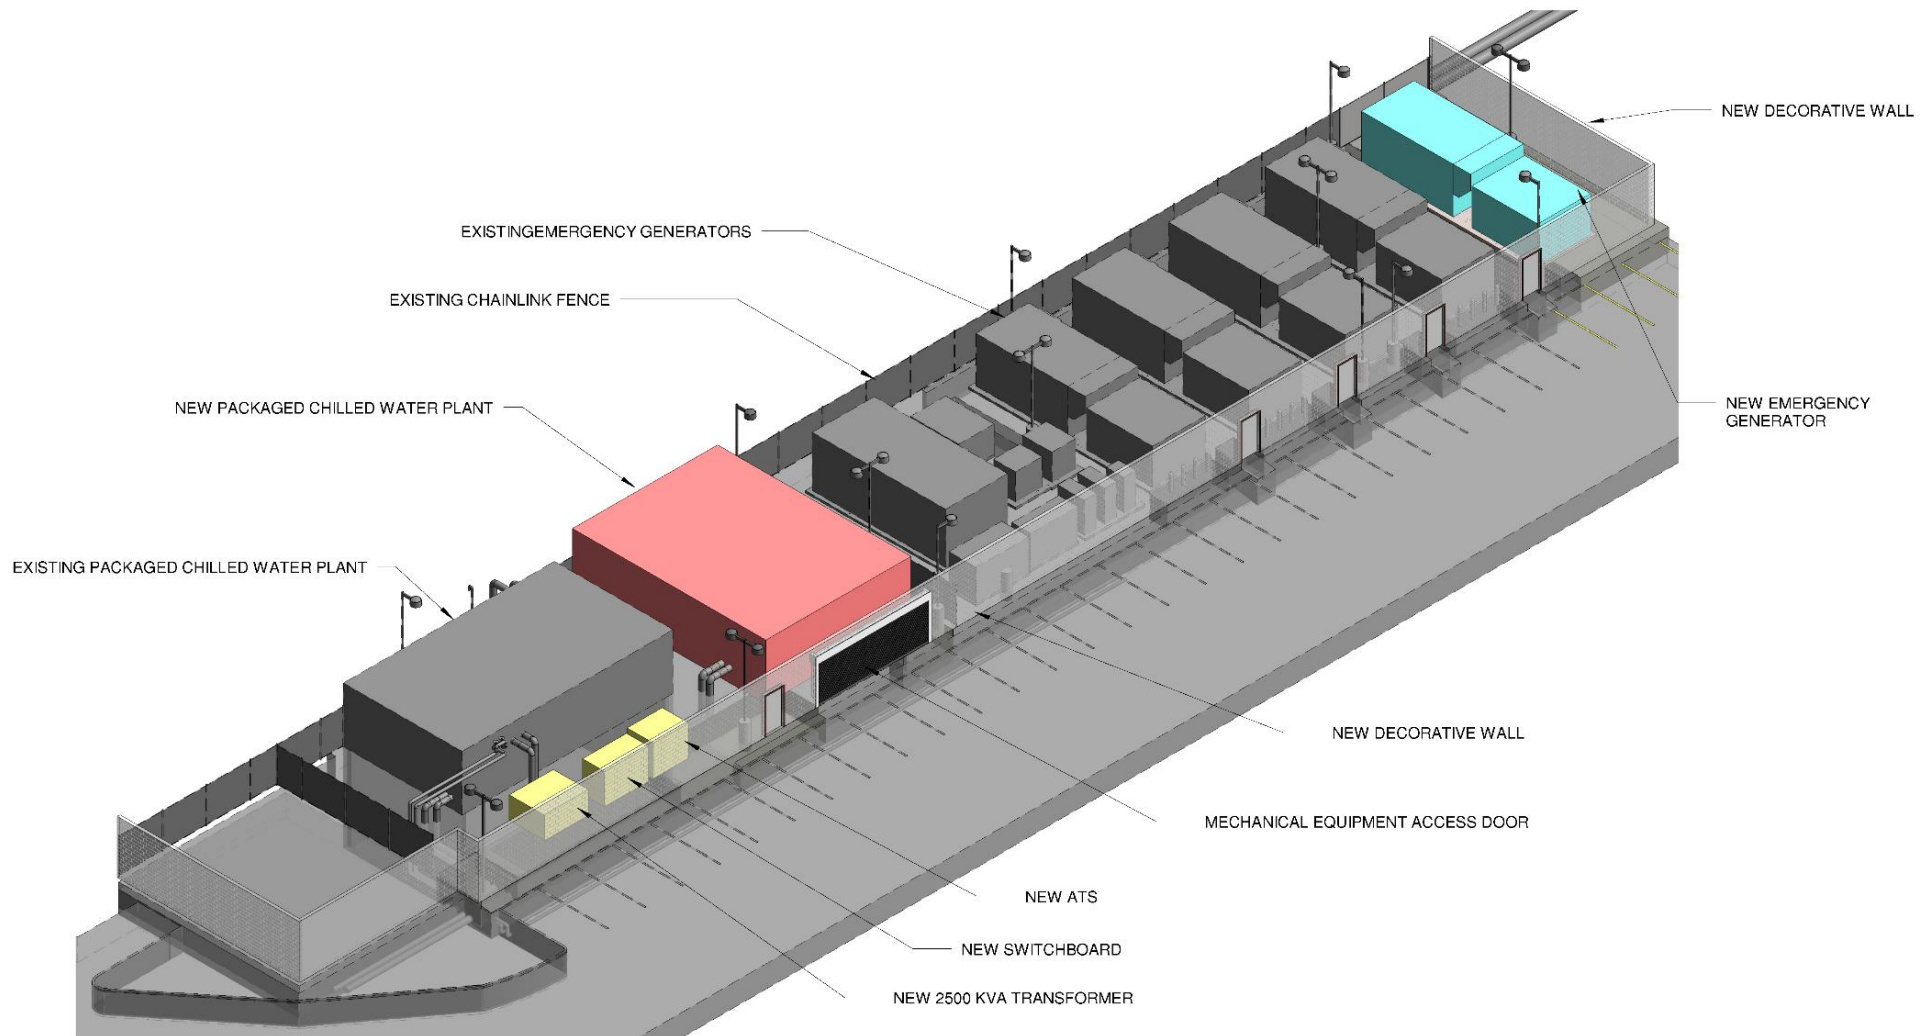 NEW DECORATIVE WALL
EXISTINGEMERGENCY GENERATORS
EXISTING CHAINLINK FENCE
NEW PACKAGED CHILLED WATER PLANT
NEW EMERGENCY
GENERATOR
EXISTING PACKAGED CHILLED WATER PLANT
NEW DECORATIVE WALL
MECHANICAL EQUIPMENT ACCESS DOOR
NEW ATS
NEW SWITCHBOARD
NEW 2500 KVA TRANSFORMER